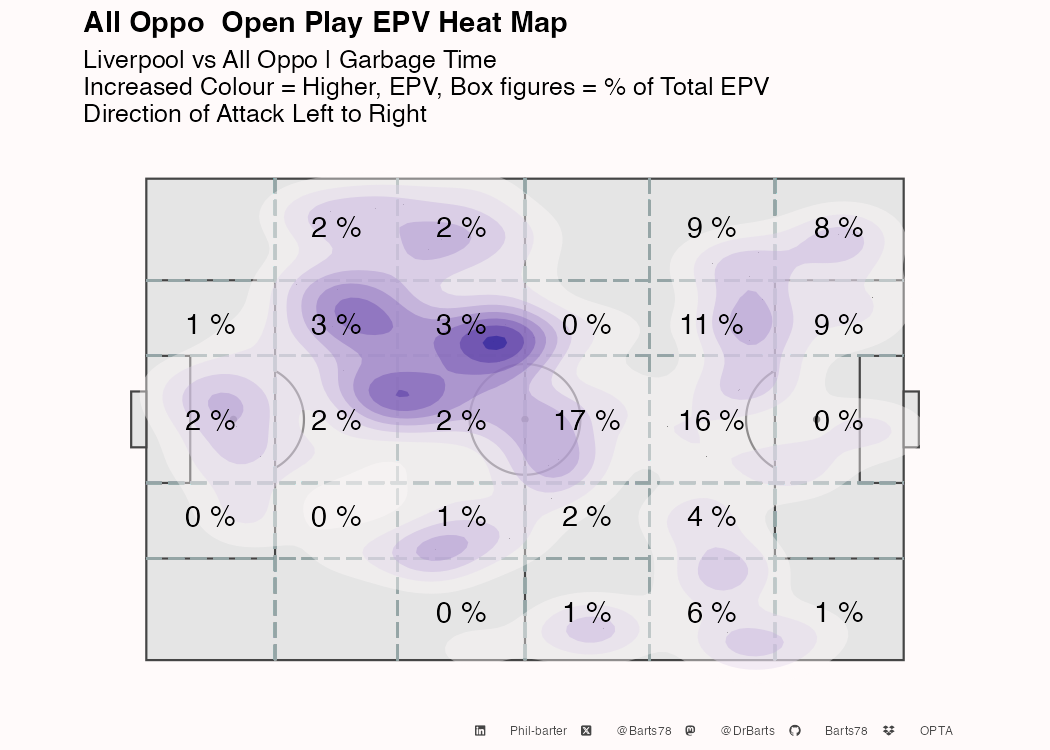 All Oppo  Open Play EPV Heat Map
Liverpool vs All Oppo | Garbage Time
Increased Colour = Higher, EPV, Box figures = % of Total EPV
Direction of Attack Left to Right
2 % 2 % 9 % 8 %
1 % 3 % 3 % 0 % 11 % 9 %
2 % 2 % 2 % 17 % 16 % 0 %
0 % 0 % 1 % 2 % 4 %
0 % 1 % 6 % 1 %
Phil-barter @Barts78 @DrBarts Barts78 OPTA